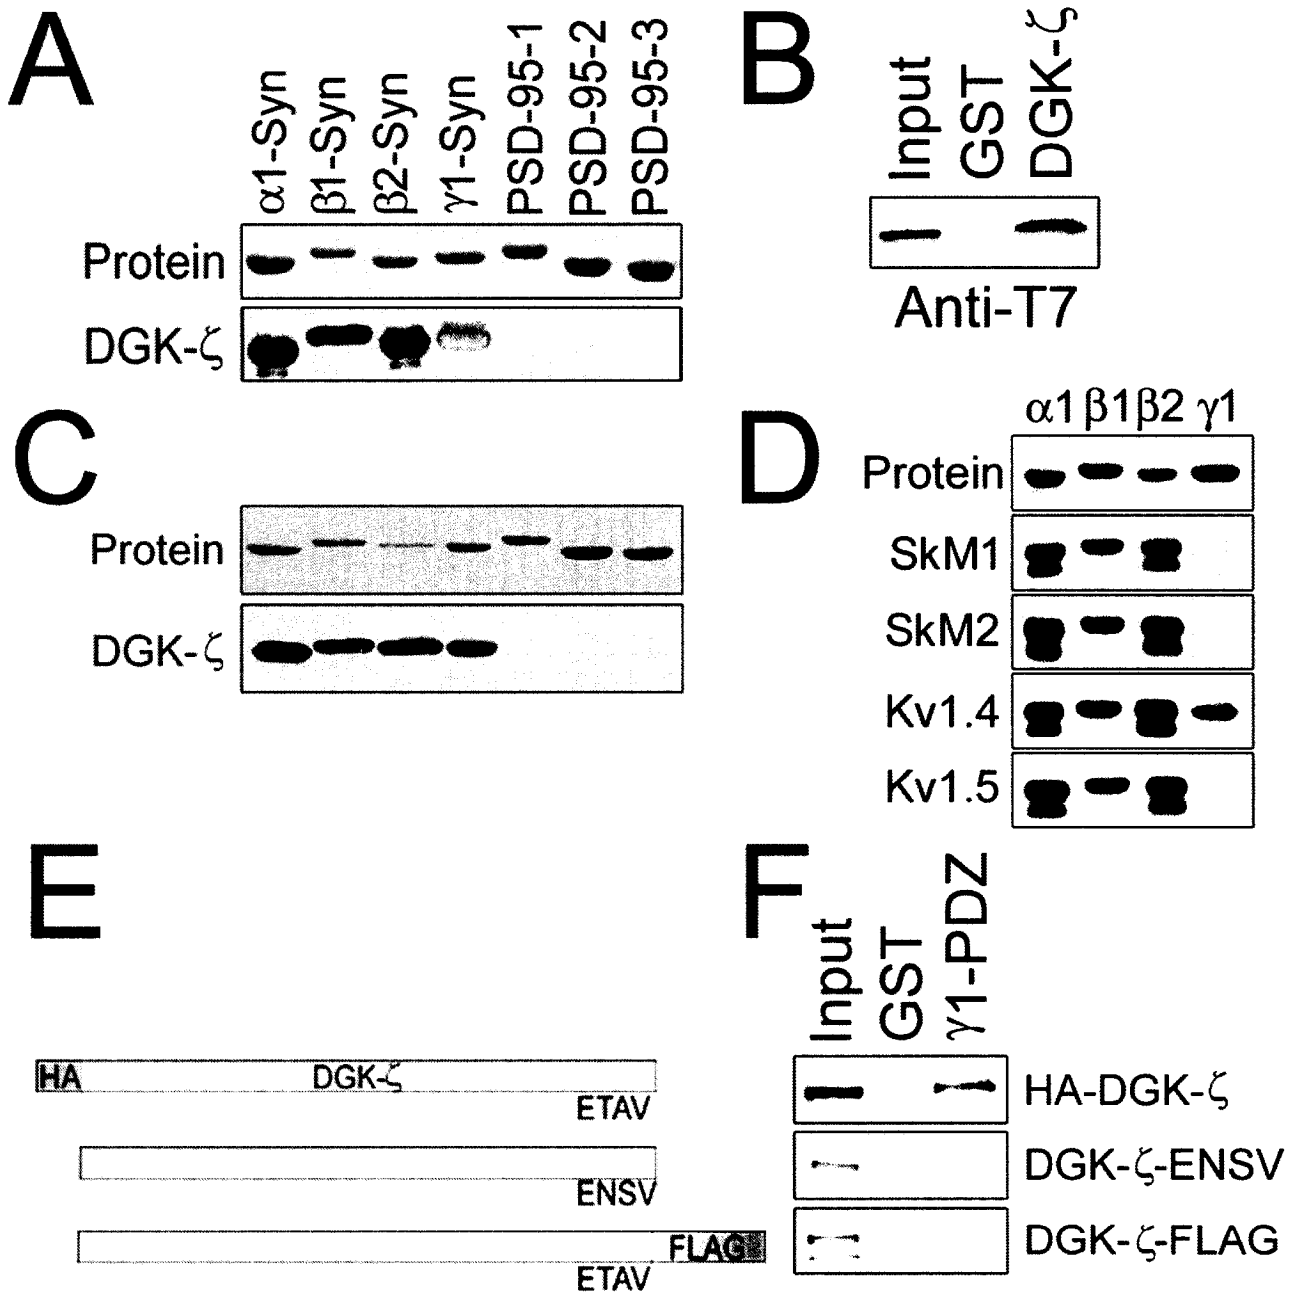 A
α1-Syn
β1-Syn
β2-Syn
γ1-Syn
PSD-95-1
PSD-95-2
PSD-95-3
Protein
DGK-ζ
B
Input
GST
DGK-ζ
Anti-T7
C
Protein
DGK-ζ
D
α1 β1 β2 γ1
Protein
SkM1
SkM2
Kv1.4
Kv1.5
E
HA DGK-ζ
ETAV
ENSV
FLAG
ETAV
F
Input
GST
γ1-PDZ
HA-DGK-ζ
DGK-ζ-ENSV
DGK-ζ-FLAG